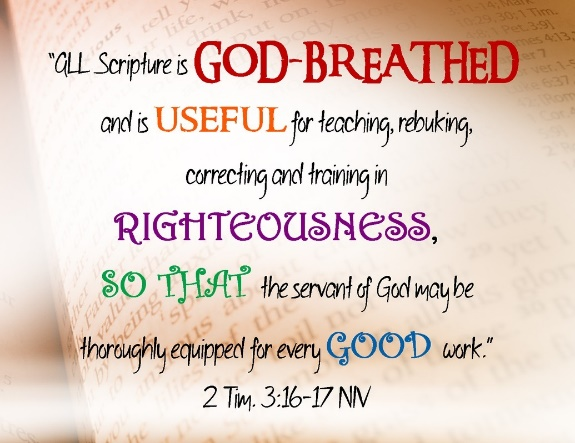 "ALL Scripture is GOD-BREATHED
and is USEFUL for teaching, rebuking,
correcting and training in
RIGHTEOUSNESS,
SO THAT the servant of God may be
thoroughly equipped for every GOOD work."
2 Tim. 3:16-17 NIV